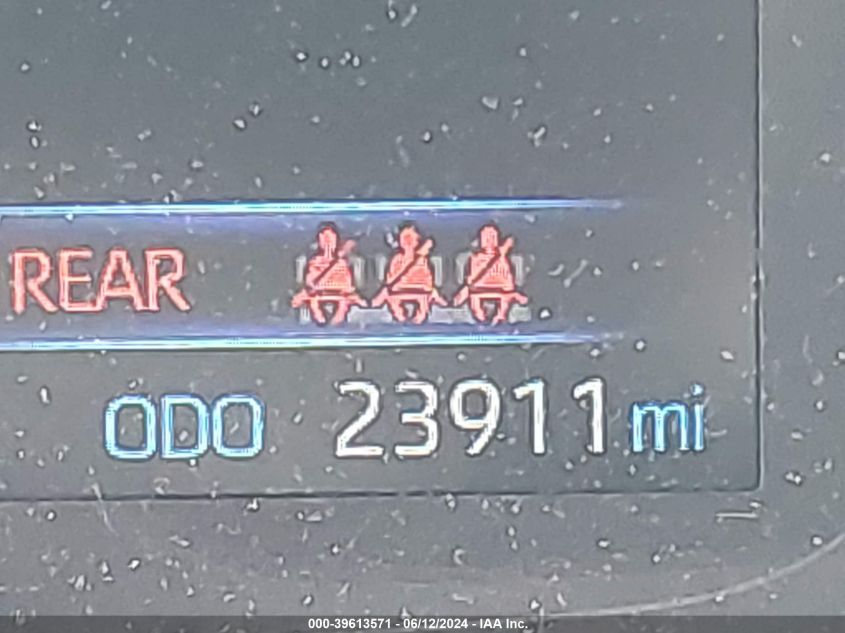 REAR
ODO 23911 mi
000-39613571 - 06/12/2024 - IAA Inc.